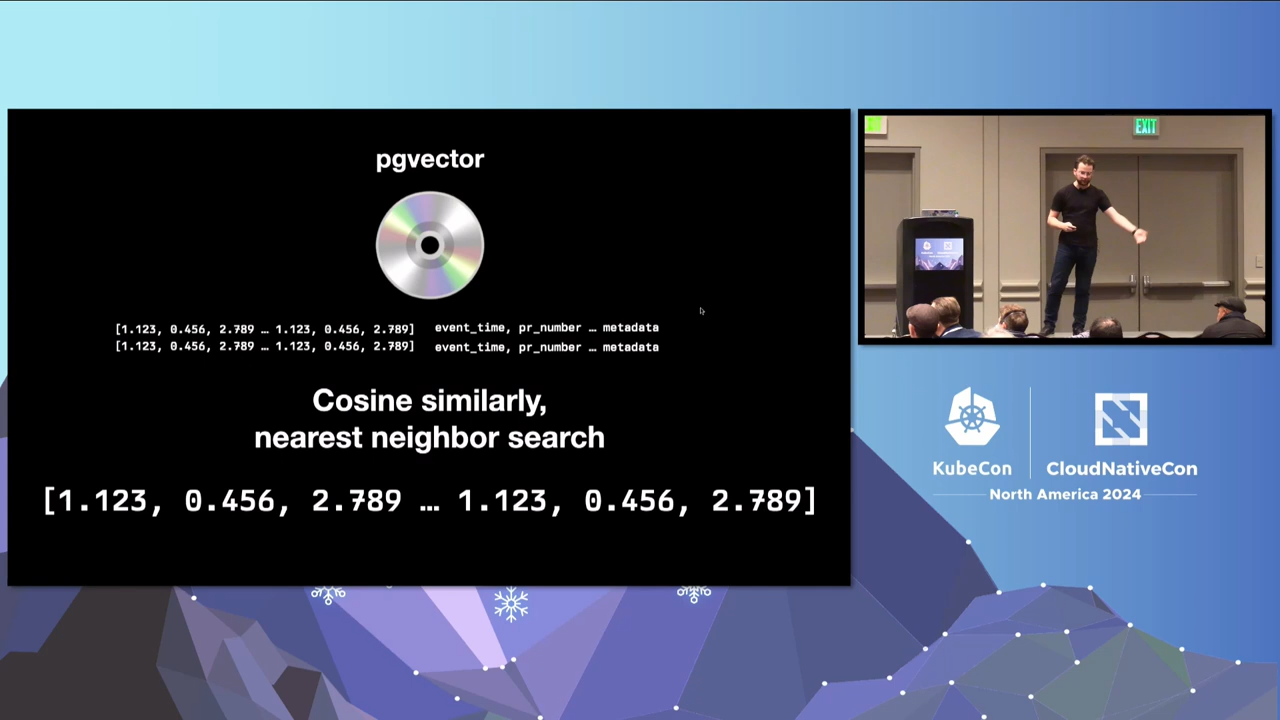 pgvector
[1.123, 0.456, 2.789 … 1.123, 0.456, 2.789] event_time, pr_number … metadata
[1.123, 0.456, 2.789 … 1.123, 0.456, 2.789] event_time, pr_number … metadata
Cosine similarly,
nearest neighbor search
[1.123, 0.456, 2.789 … 1.123, 0.456, 2.789]
EXIT
KubeCon
CloudNativeCon
North America 2024